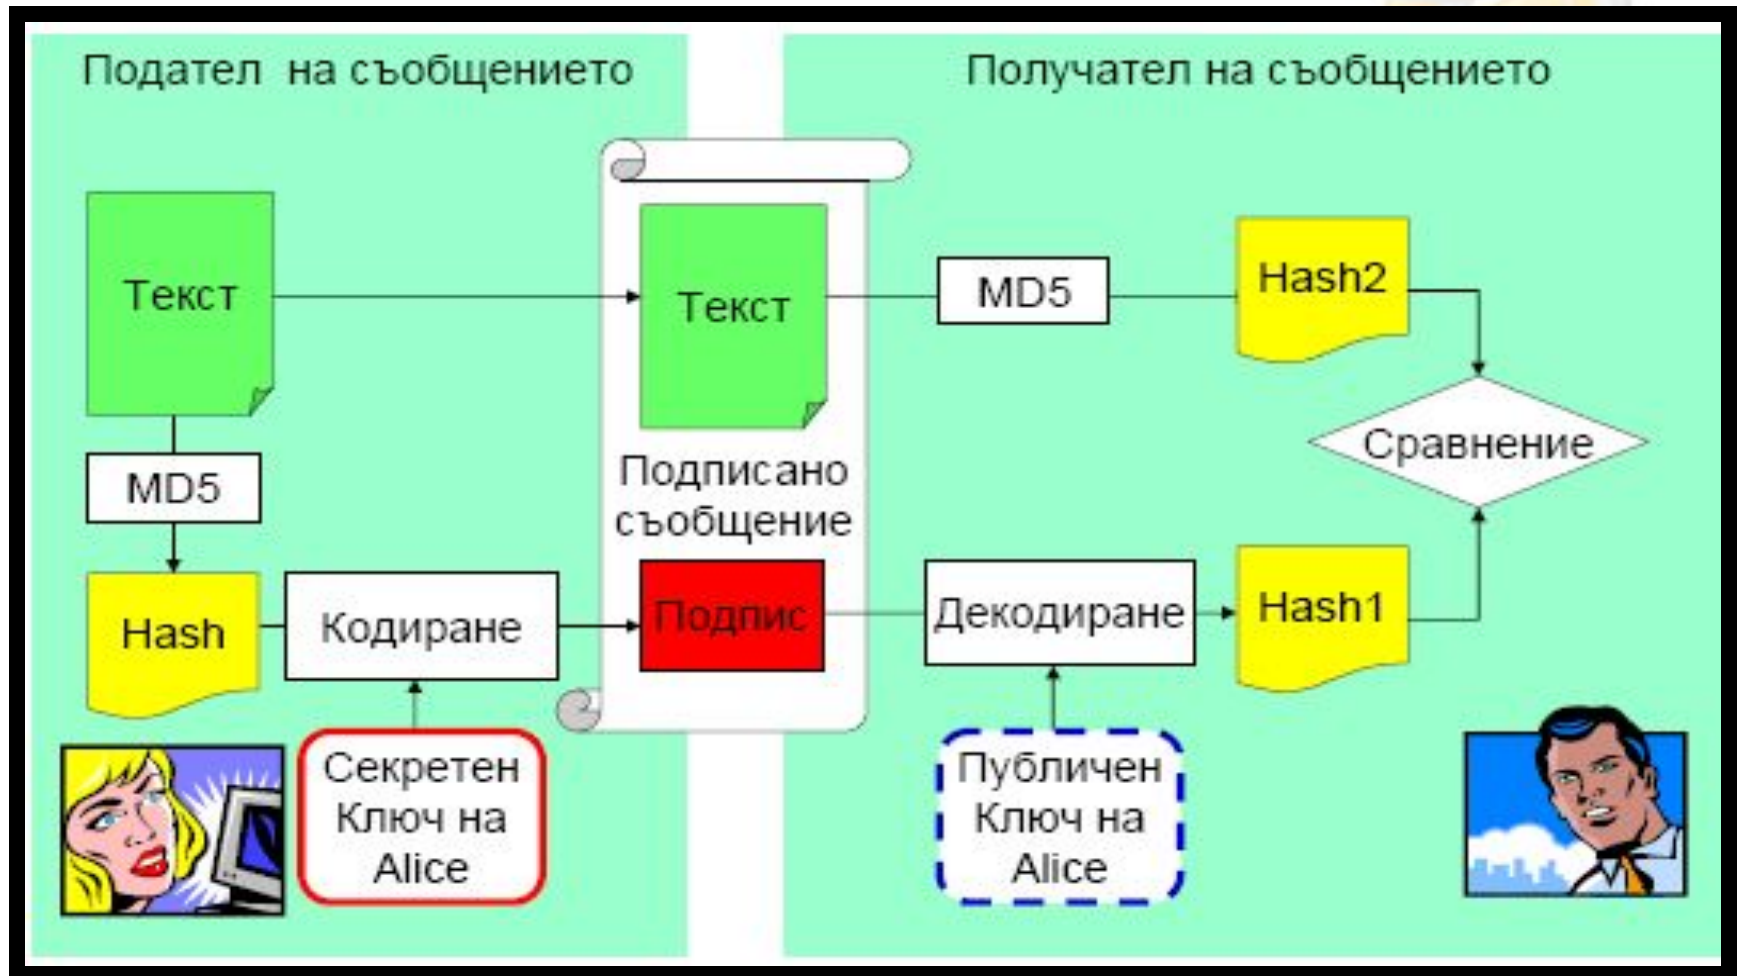 Подател на съобщението
Текст
MD5
Hash
Кодиране
Секретен
Ключ на
Alice
Текст
Подписано
съобщение
Подпис
Получател на съобщението
MD5
Hash2
Сравнение
Декодиране
Hash1
Публичен
Ключ на
Alice